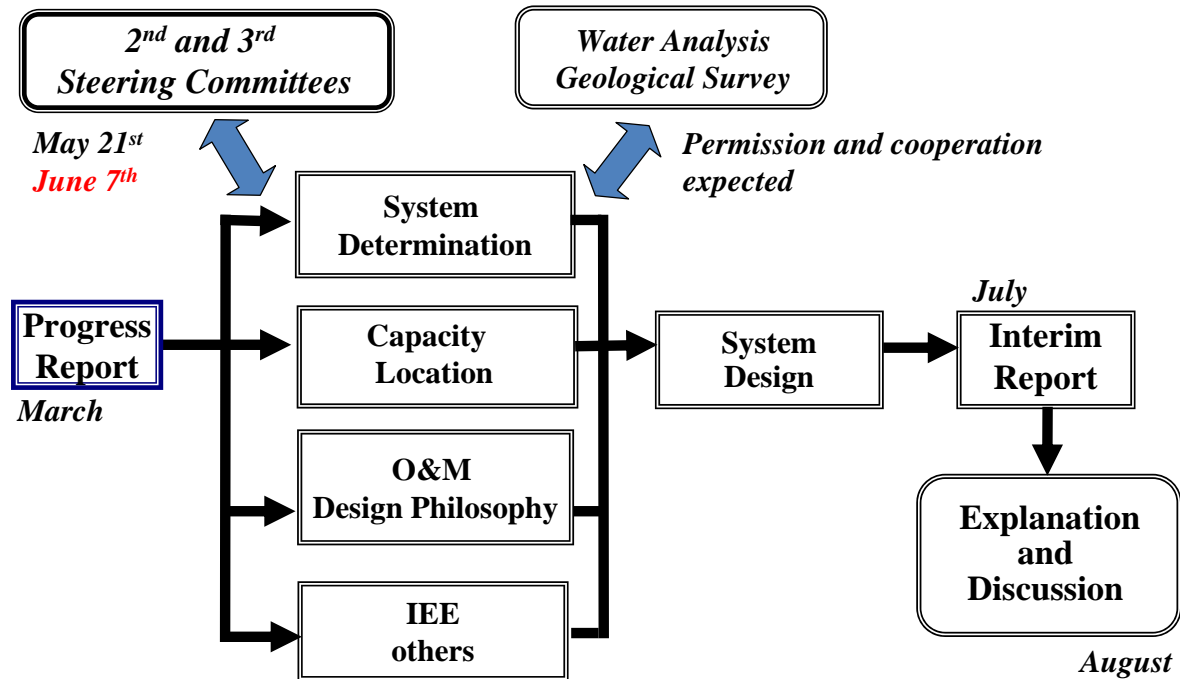 2nd and 3rd
Steering Committees
Water Analysis
Geological Survey
May 21st
June 7th
Permission and cooperation
expected
System
Determination
Progress
Report
March
Capacity
Location
System
Design
July
Interim
Report
O&M
Design Philosophy
Explanation
and
Discussion
IEE
others
August